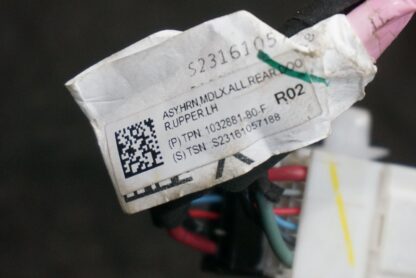 S2316105
ASY,HRN,MDLX,ALL,REAR DOO
R,UPPER,LH
(P) TPN 1032881-80-F R02
(S) TSN: S23161057188